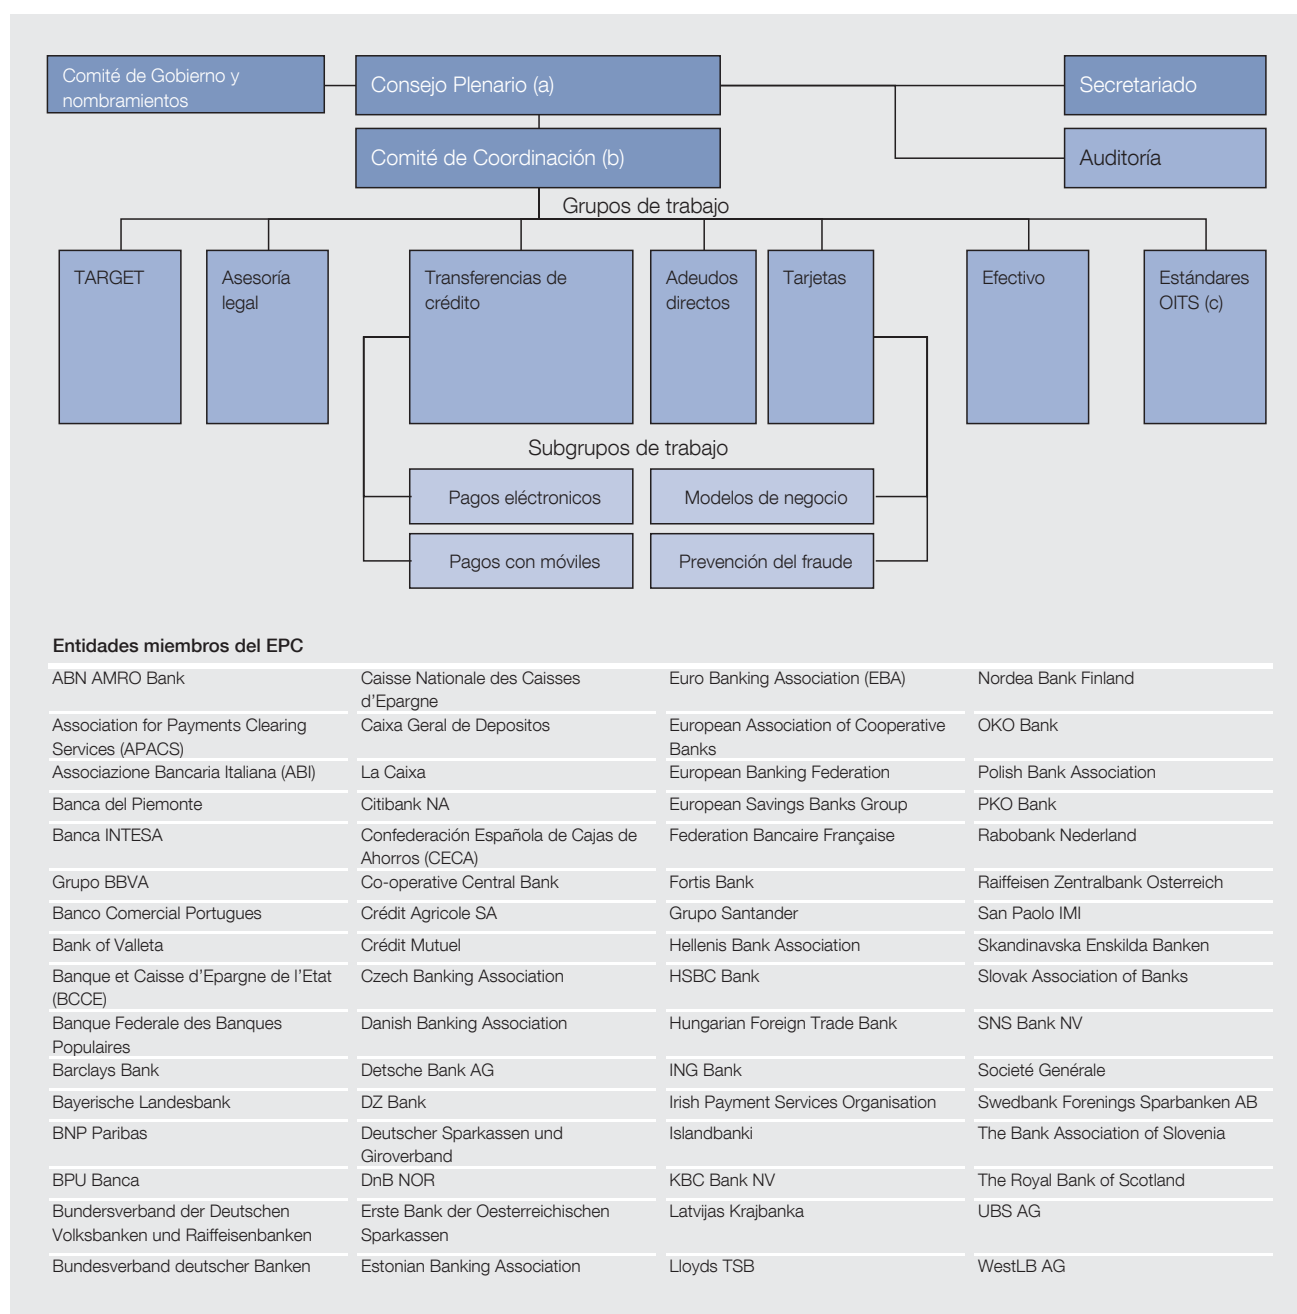 Comité de Gobierno y
nombramientos
Consejo Plenario (a)
Secretariado
Comité de Coordinación (b)
Auditoría
Grupos de trabajo
TARGET
Asesoría
legal
Transferencias de
crédito
Adeudos
directos
Tarjetas
Efectivo
Estándares
OITS (c)
Subgrupos de trabajo
Pagos eléctronicos
Modelos de negocio
Pagos con móviles
Prevención del fraude
Entidades miembros del EPC
ABN AMRO Bank
Caisse Nationale des Caisses
d'Epargne
Euro Banking Association (EBA)
Nordea Bank Finland
Association for Payments Clearing
Services (APACS)
Caixa Geral de Depositos
European Association of Cooperative
Banks
OKO Bank
Associazione Bancaria Italiana (ABI)
La Caixa
European Banking Federation
Polish Bank Association
Banca del Piemonte
Citibank NA
European Savings Banks Group
PKO Bank
Banca INTESA
Confederación Española de Cajas de
Ahorros (CECA)
Federation Bancaire Française
Rabobank Nederland
Grupo BBVA
Co-operative Central Bank
Fortis Bank
Raiffeisen Zentralbank Osterreich
Banco Comercial Portugues
Crédit Agricole SA
Grupo Santander
San Paolo IMI
Bank of Valleta
Crédit Mutuel
Hellenis Bank Association
Skandinavska Enskilda Banken
Banque et Caisse d'Epargne de l'Etat
(BCCE)
Czech Banking Association
HSBC Bank
Slovak Association of Banks
Banque Federale des Banques
Populaires
Danish Banking Association
Hungarian Foreign Trade Bank
SNS Bank NV
Barclays Bank
Detsche Bank AG
ING Bank
Societé Genérale
Bayerische Landesbank
DZ Bank
Irish Payment Services Organisation
Swedbank Forenings Sparbanken AB
BNP Paribas
Deutscher Sparkassen und
Giroverband
Islandbanki
The Bank Association of Slovenia
BPU Banca
DnB NOR
KBC Bank NV
The Royal Bank of Scotland
Bundersverband der Deutschen
Volksbanken und Raiffeisenbanken
Erste Bank der Oesterreichischen
Sparkassen
Latvijas Krajbanka
UBS AG
Bundesverband deutscher Banken
Estonian Banking Association
Lloyds TSB
WestLB AG